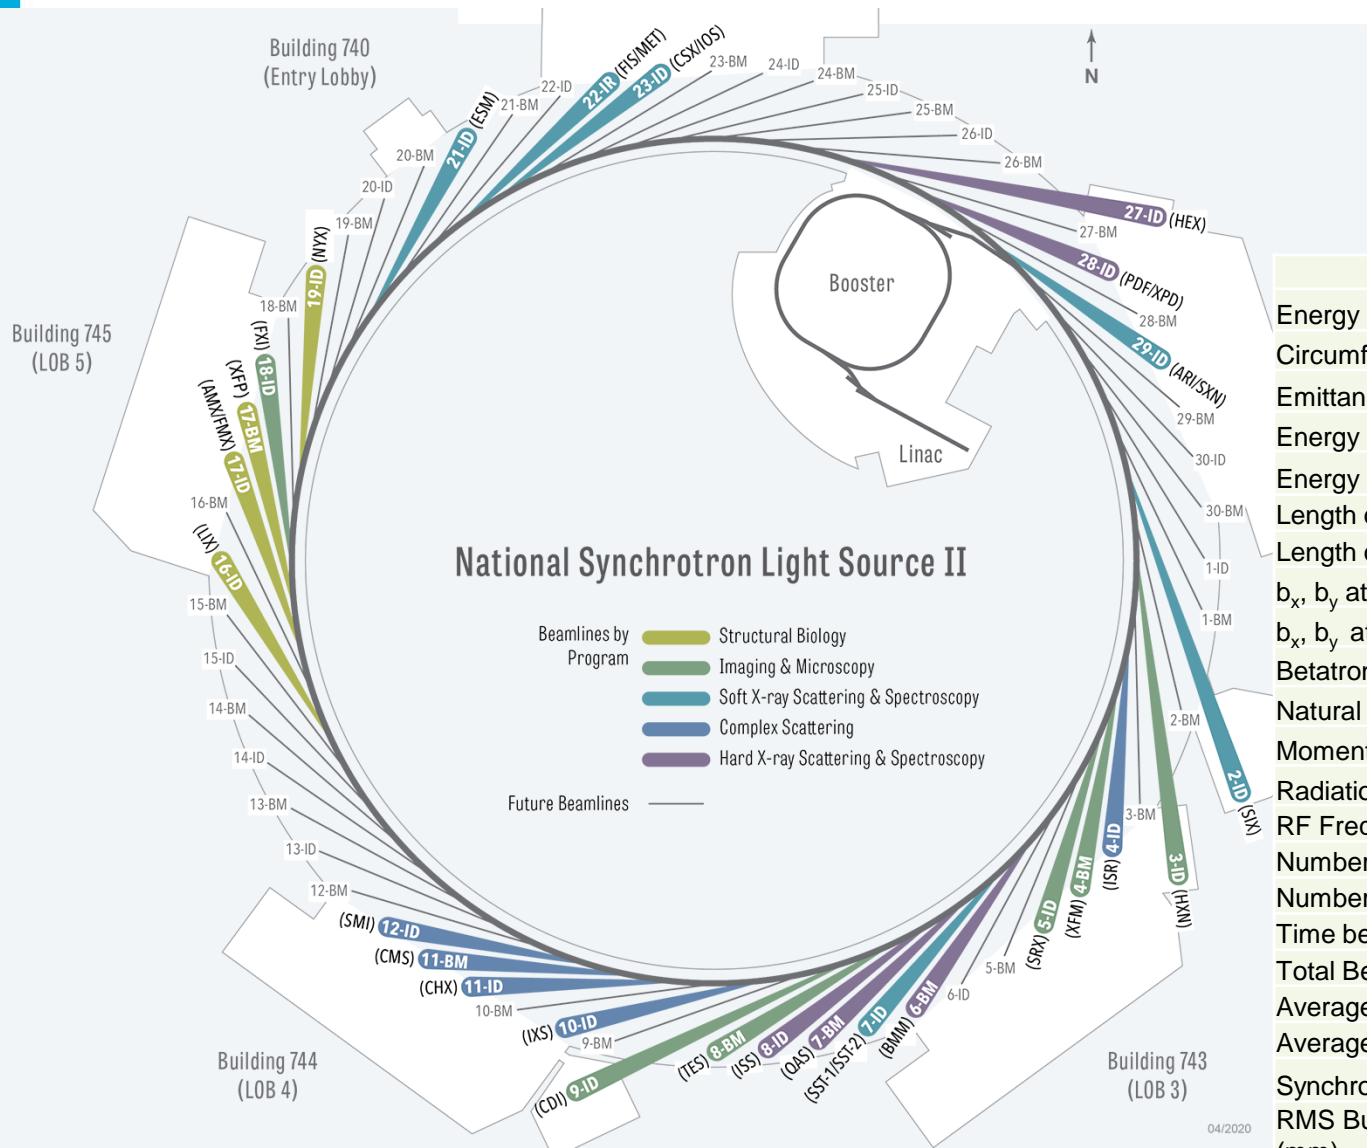 Building 740
(Entry Lobby)
N
22-IR (FIS/MET)
23-ID (CSX/IOS)
23-BM
24-ID
24-BM
25-ID
25-BM
26-ID
26-BM
27-ID (HEX)
27-BM
28-ID (PDF/XPD)
28-BM
29-ID (ARI/SXN)
29-BM
30-ID
30-BM
1-ID
1-BM
2-ID (SIX)
2-BM
3-ID (HXN)
3-BM
4-ID (ISR)
4-BM (XFM)
5-ID (SRX)
5-BM
6-ID
6-BM (BMM)
7-ID (SST-1/SST-2)
7-BM (QAS)
8-ID (ISS)
8-BM (TES)
9-ID (CDI)
9-BM
10-ID (IXS)
10-BM
11-ID (CHX)
11-BM (CMS)
12-ID (SMI)
12-BM
13-ID
13-BM
14-ID
14-BM
15-ID
15-BM
16-ID (LIX)
16-BM
17-ID (AMX/FMX)
17-BM (XFP)
18-ID (FXI)
18-BM
19-ID (NYX)
19-BM
20-ID
20-BM
21-ID (ESM)
21-BM
22-ID
Booster
Linac
Building 745
(LOB 5)
National Synchrotron Light Source II
Beamlines by
Program
Structural Biology
Imaging & Microscopy
Soft X-ray Scattering & Spectroscopy
Complex Scattering
Hard X-ray Scattering & Spectroscopy
Future Beamlines
Building 744
(LOB 4)
Building 743
(LOB 3)
04/2020
Energy
Circumf
Emittan
Energy
Energy
Length
Length
bx, by at
bx, by at
Betatron
Natural
Moment
Radiatio
RF Freq
Number
Number
Time be
Total Be
Average
Average
Synchro
RMS Bu